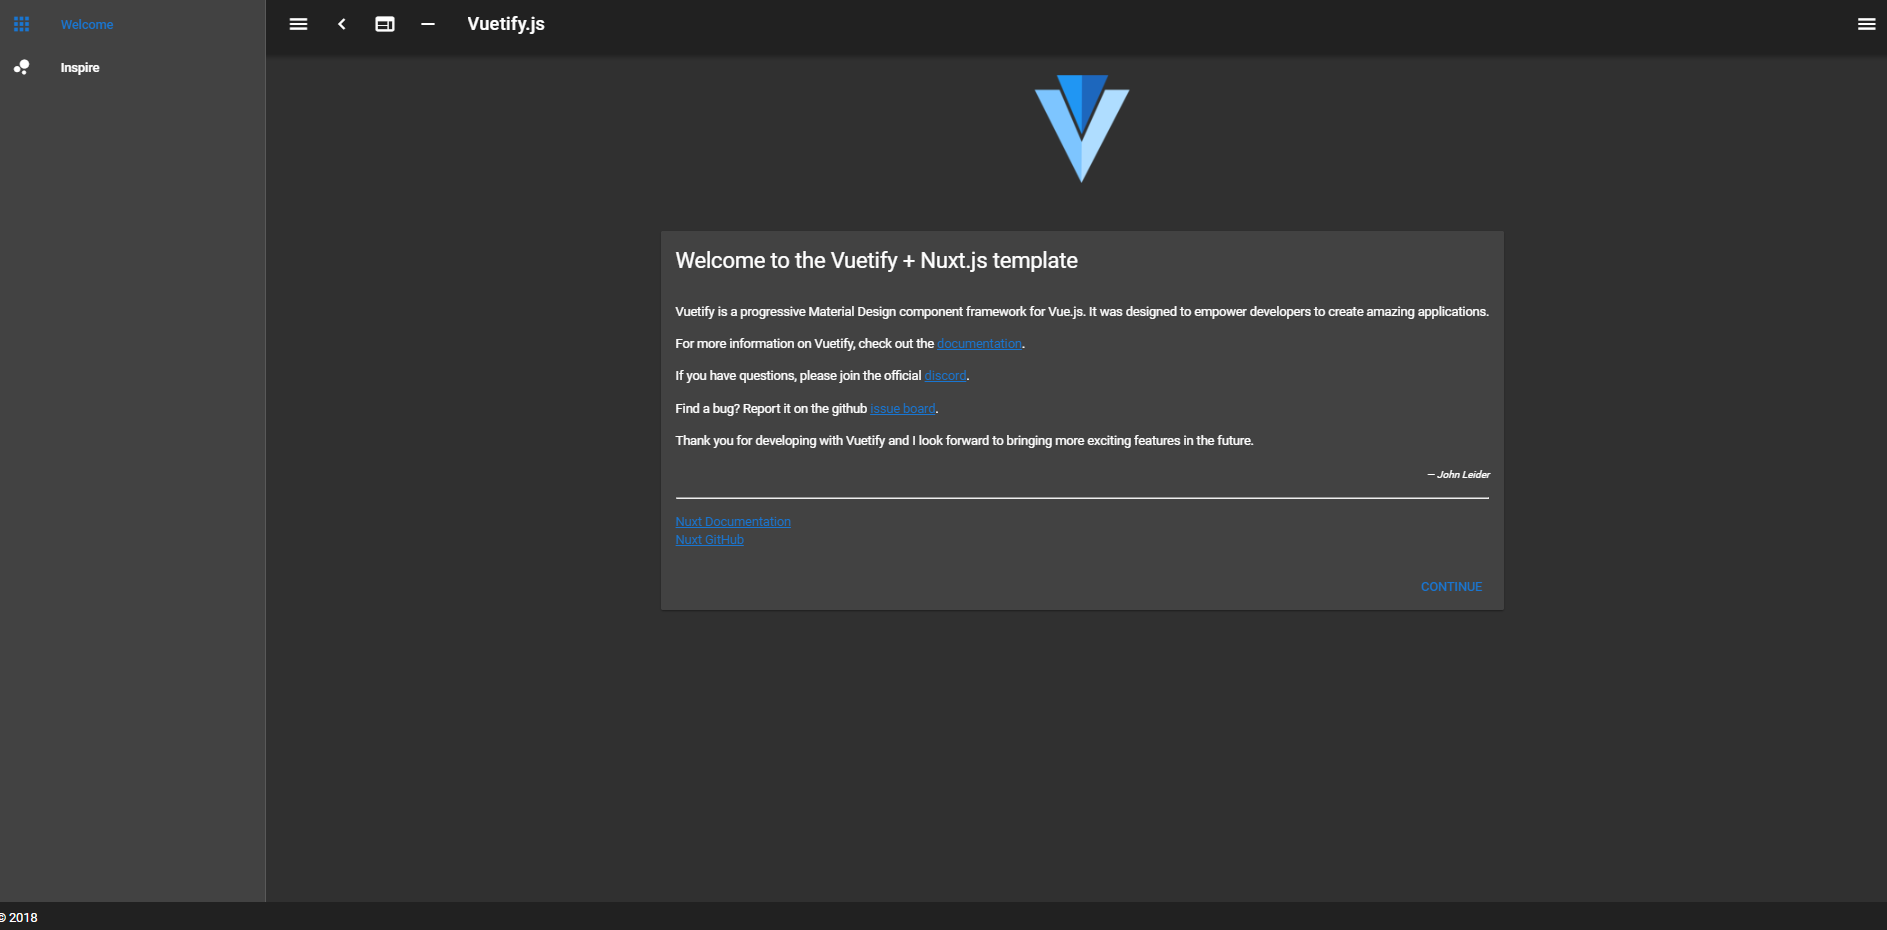 Welcome
Inspire
Vuetify.js
Welcome to the Vuetify + Nuxt.js template
Vuetify is a progressive Material Design component framework for Vue.js. It was designed to empower developers to create amazing applications.
For more information on Vuetify, check out the documentation.
If you have questions, please join the official discord.
Find a bug? Report it on the github issue board.
Thank you for developing with Vuetify and I look forward to bringing more exciting features in the future.
— John Leider
Nuxt Documentation
Nuxt GitHub
CONTINUE
© 2018